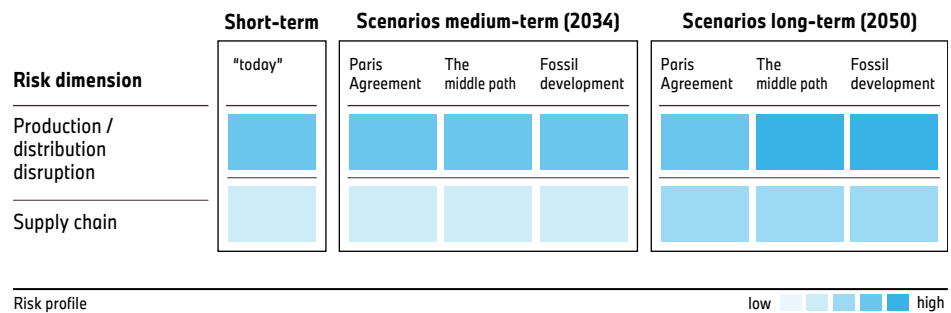 Short-term
Scenarios medium-term (2034)
Scenarios long-term (2050)
Risk dimension
"today"
Paris
Agreement
The
middle path
Fossil
development
Paris
Agreement
The
middle path
Fossil
development
Production /
distribution
disruption
Supply chain
Risk profile
low
high